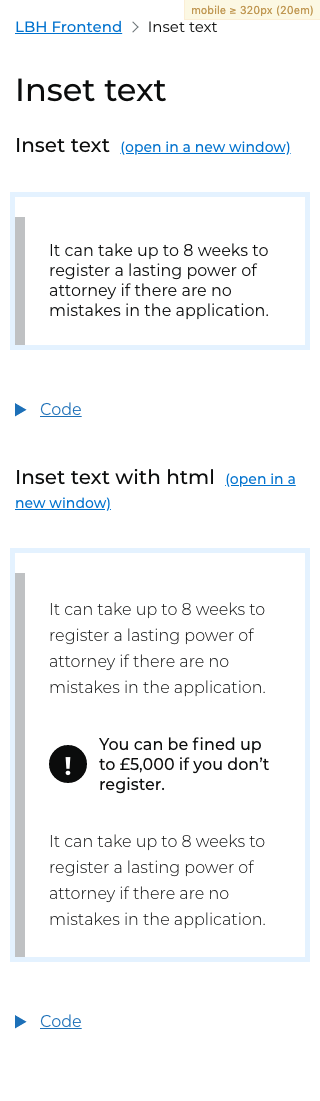 mobile ≥ 320px (20em)
LBH Frontend > Inset text
Inset text
Inset text (open in a new window)
It can take up to 8 weeks to
register a lasting power of
attorney if there are no
mistakes in the application.
Code
Inset text with html (open in a
new window)
It can take up to 8 weeks to
register a lasting power of
attorney if there are no
mistakes in the application.
!
You can be fined up
to £5,000 if you don’t
register.
It can take up to 8 weeks to
register a lasting power of
attorney if there are no
mistakes in the application.
Code